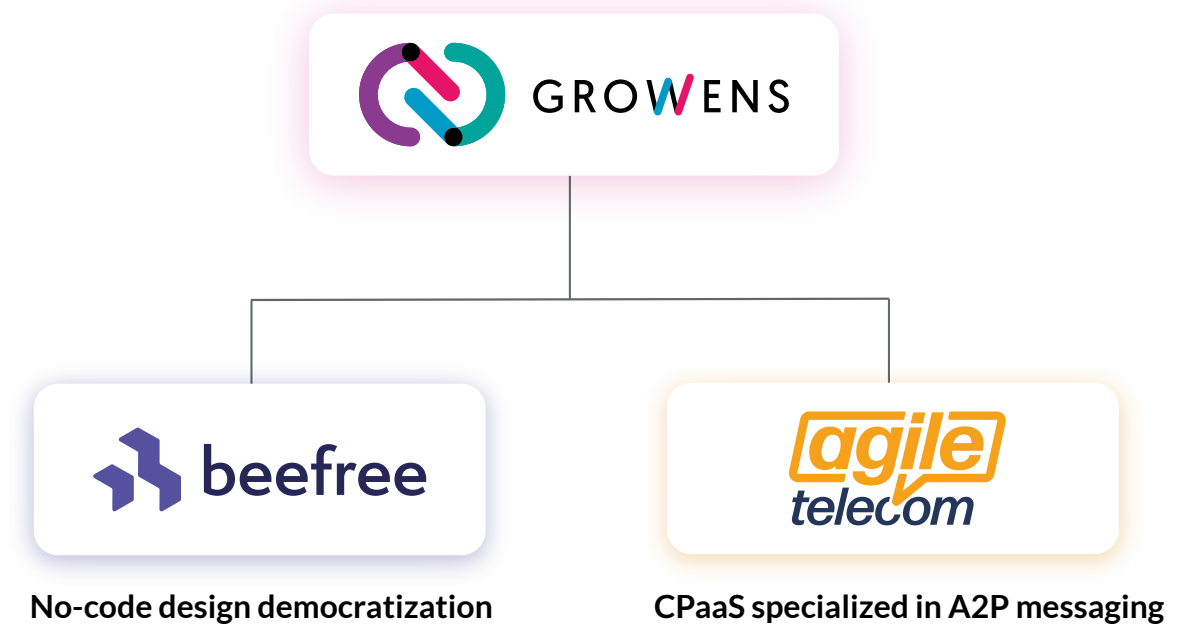 GROWENS
beefree
agile
telecom
No-code design democratization
CPaaS specialized in A2P messaging